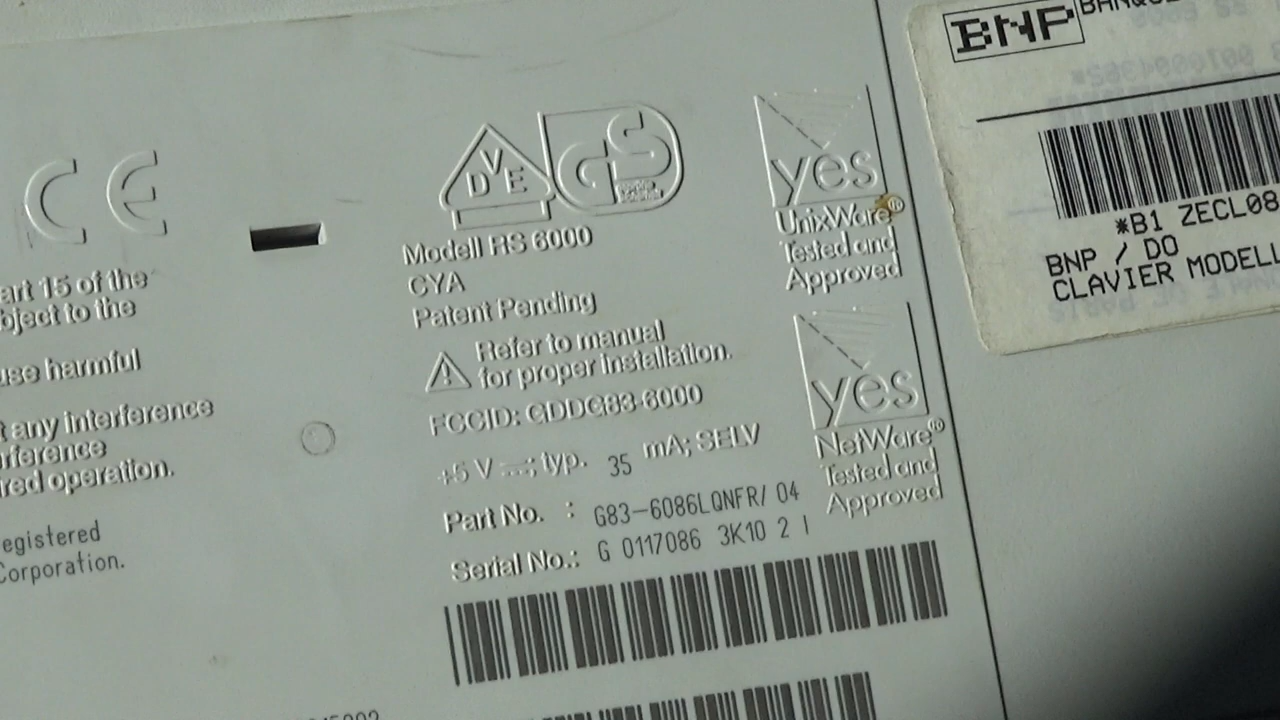 CE
art 15 of the
bject to the
use harmful
t any interference
rference
red operation.
egistered
Corporation.
VDE GS
Modell RS 6000
CYA
Patent Pending
Refer to manual
for proper installation.
FCCID: GDDG83-6000
+5 V ⎓; typ. 35 mA; SELV
Part No. : G83-6086LQNFR/ 04
Serial No.: G 0117086 3K10 2 I
yes
UnixWare®
Tested and
Approved
yes
NetWare®
Tested and
Approved
BNP
*B1 ZECL08
BNP / DO
CLAVIER MODELL